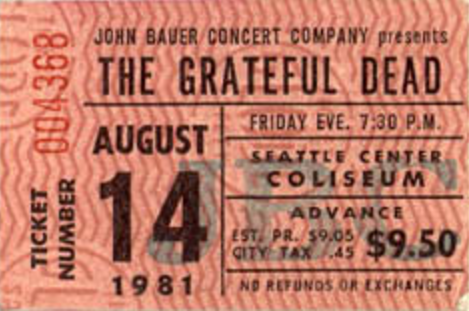 JOHN BAUER CONCERT COMPANY presents
THE GRATEFUL DEAD
004368
TICKET
NUMBER
AUGUST
14
1981
FRIDAY EVE. 7:30 P.M.
SEATTLE CENTER
COLISEUM
ADVANCE
EST. PR. $9.05
CITY TAX .45
$9.50
NO REFUNDS OR EXCHANGES